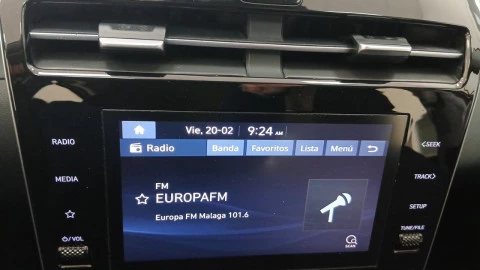 Vie, 20-02 9:24 AM
RADIO
<SEEK
Radio Banda Favoritos Lista Menú
MEDIA
TRACK>
FM
EUROPAFM
Europa FM Malaga 101.6
SETUP
⏻/VOL
TUNE/FILE
SCAN